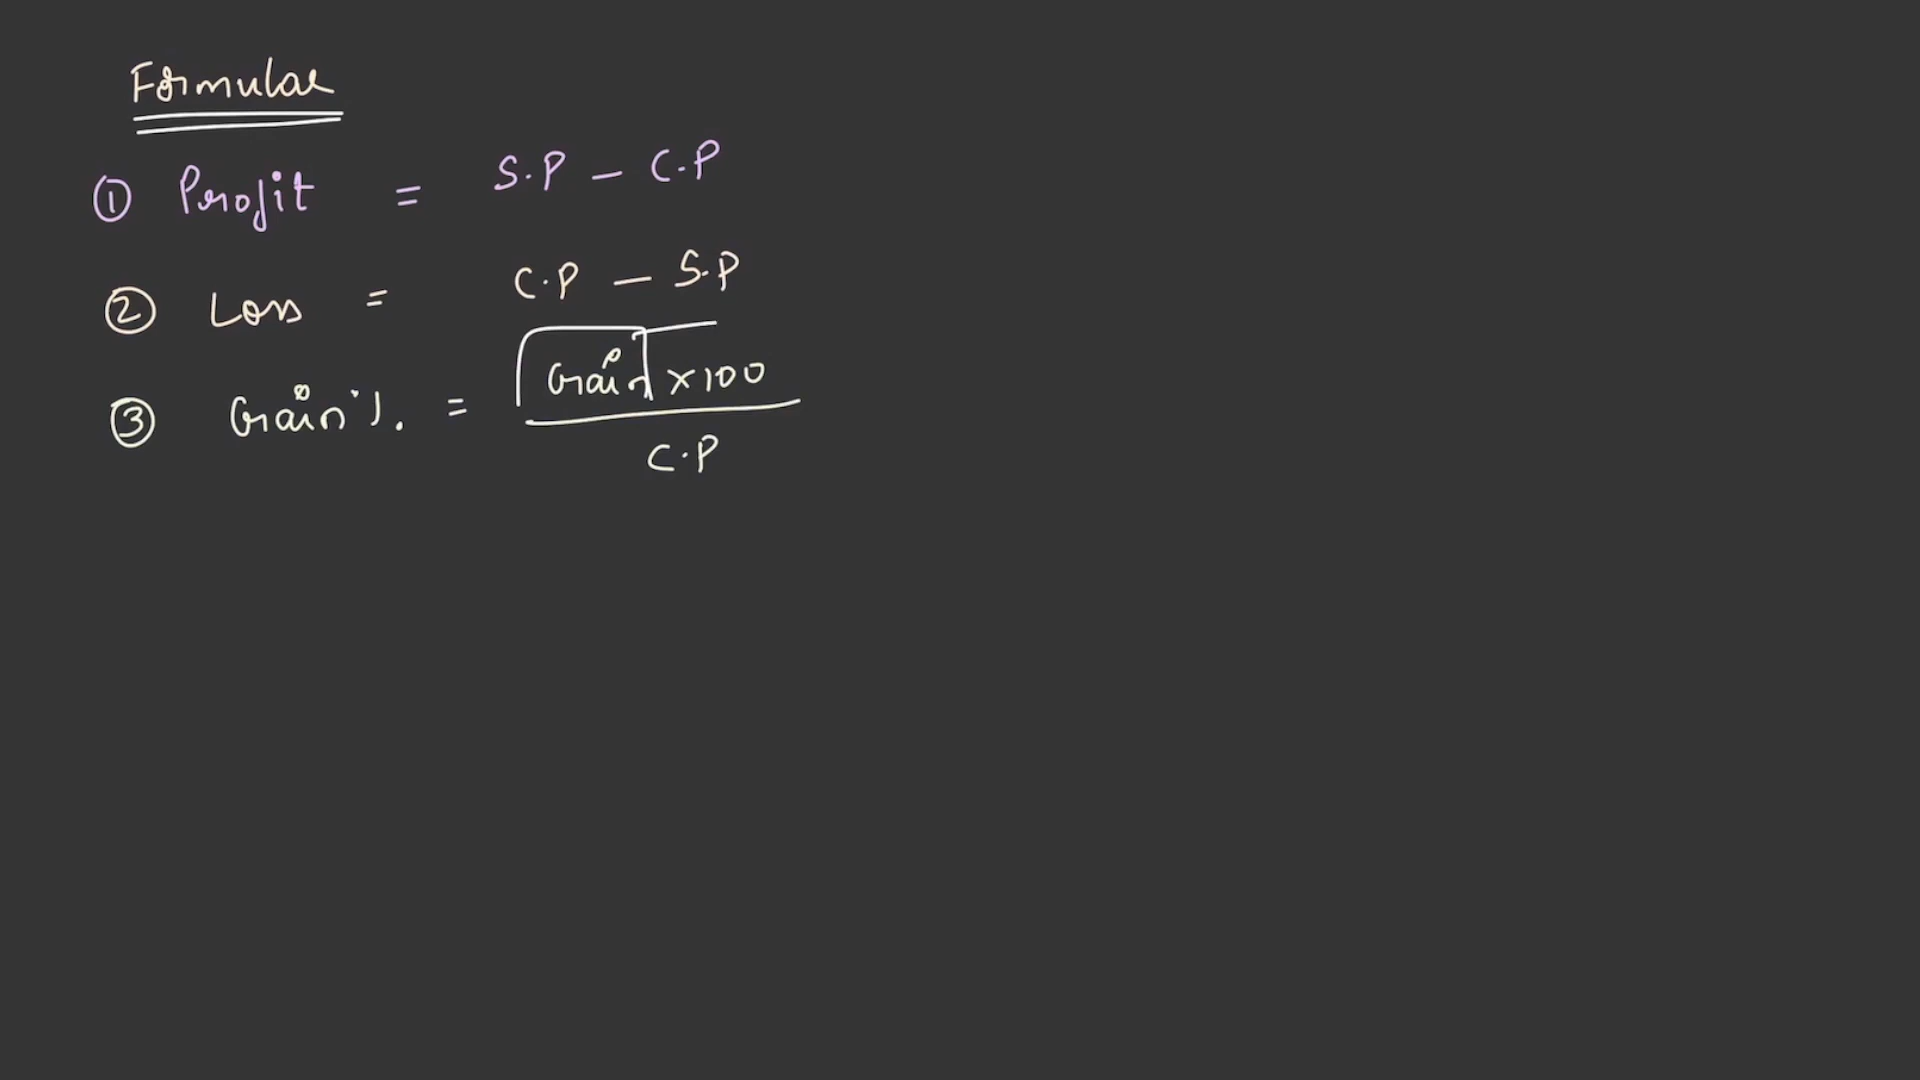 Formulae
① Profit = S.P - C.P
② Loss = C.P - S.P
③ Gain % = Gain × 100
C.P